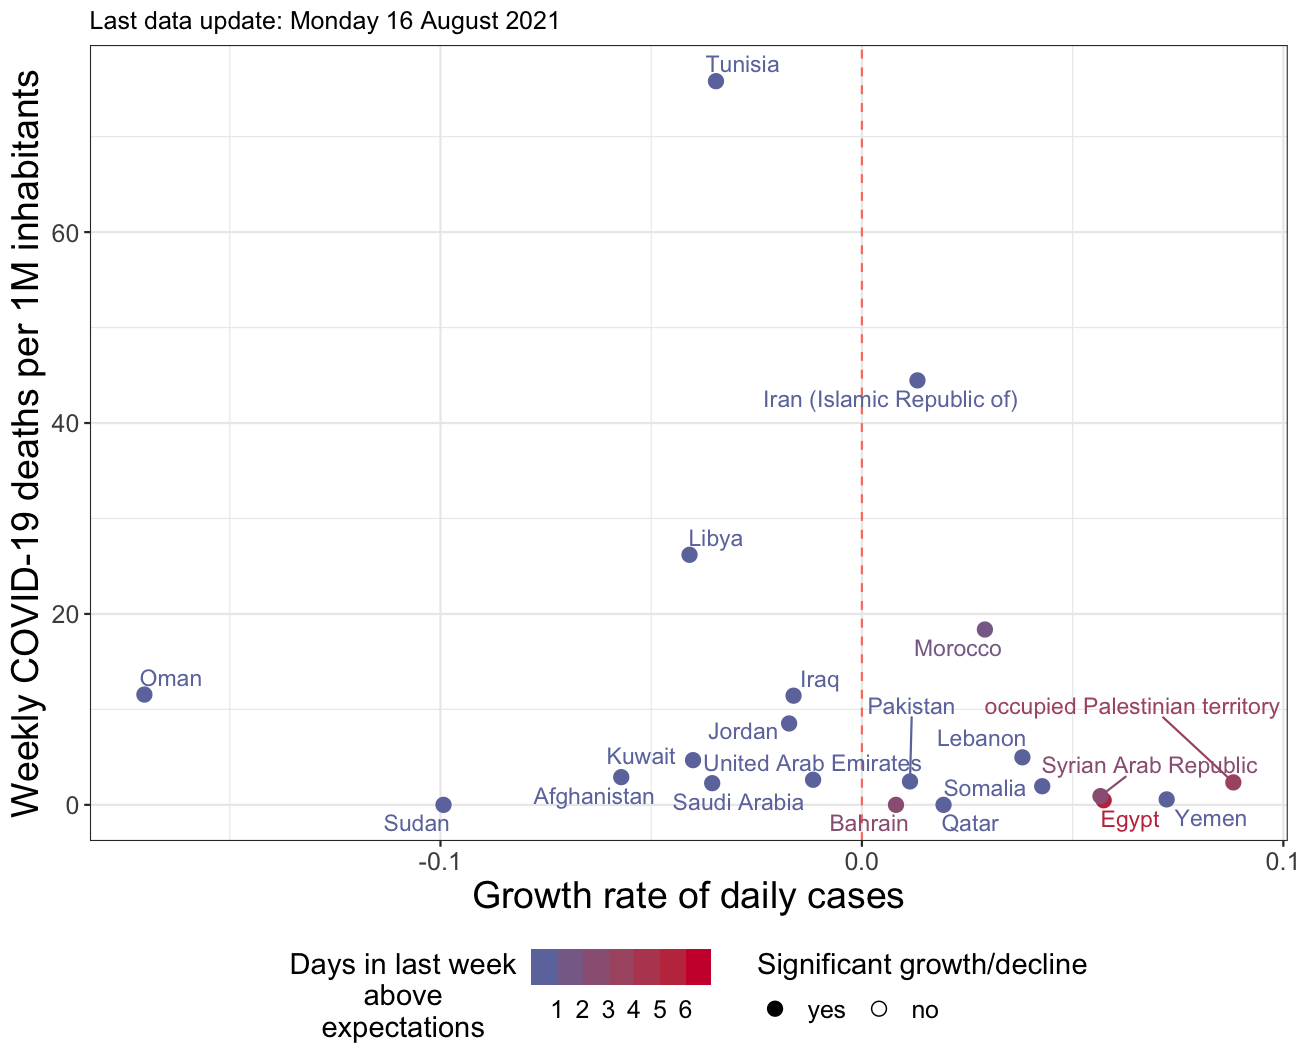 Last data update: Monday 16 August 2021
Weekly COVID-19 deaths per 1M inhabitants
60
40
20
0
Tunisia
Iran (Islamic Republic of)
Libya
Morocco
Oman
Iraq
Pakistan
occupied Palestinian territory
Jordan
Lebanon
Kuwait
United Arab Emirates
Syrian Arab Republic
Afghanistan
Saudi Arabia
Somalia
Sudan
Bahrain
Qatar
Egypt
Yemen
-0.1
0.0
0.1
Growth rate of daily cases
Days in last week
above
expectations
1 2 3 4 5 6
Significant growth/decline
yes
no